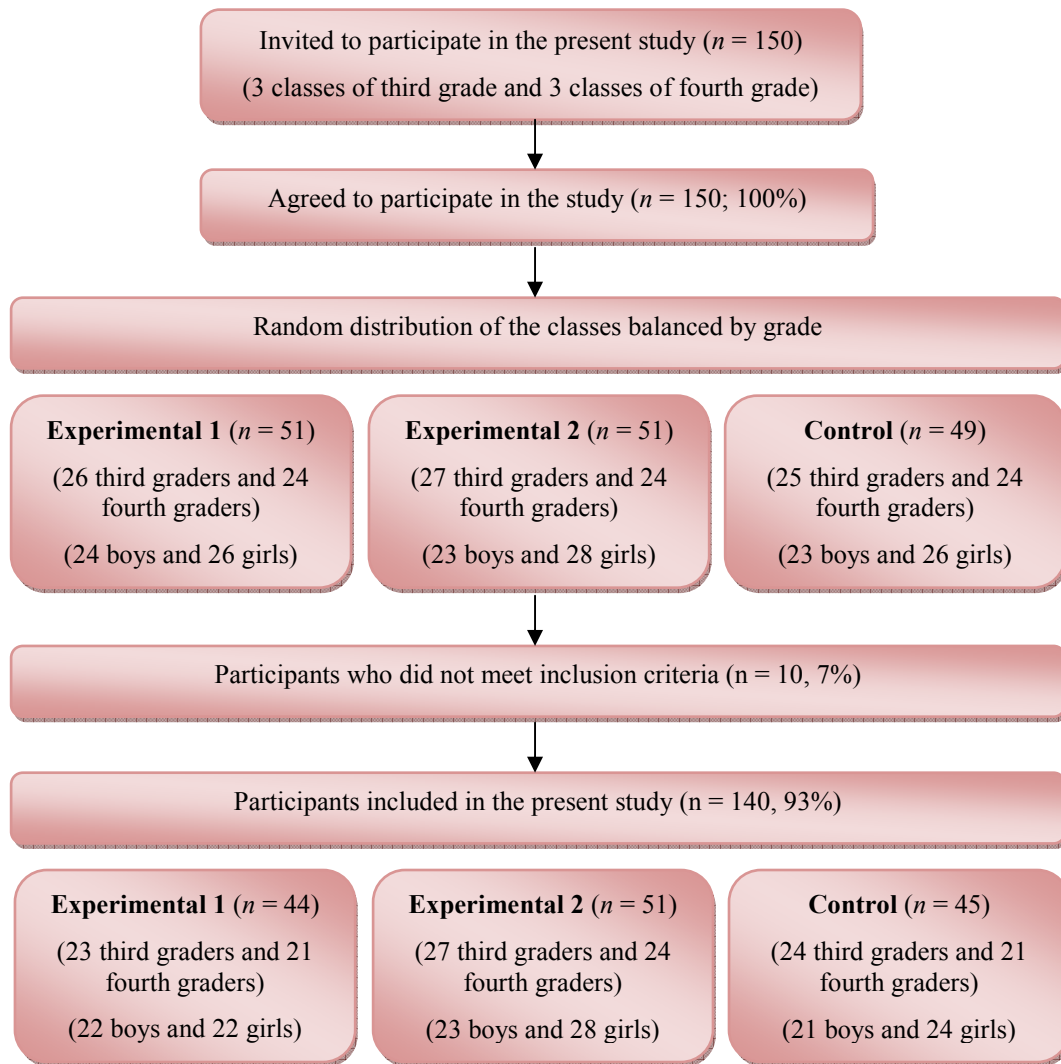 Invited to participate in the present study (n = 150)
(3 classes of third grade and 3 classes of fourth grade)
Agreed to participate in the study (n = 150; 100%)
Random distribution of the classes balanced by grade
Experimental 1 (n = 51)
(26 third graders and 24
fourth graders)
(24 boys and 26 girls)
Experimental 2 (n = 51)
(27 third graders and 24
fourth graders)
(23 boys and 28 girls)
Control (n = 49)
(25 third graders and 24
fourth graders)
(23 boys and 26 girls)
Participants who did not meet inclusion criteria (n = 10, 7%)
Participants included in the present study (n = 140, 93%)
Experimental 1 (n = 44)
(23 third graders and 21
fourth graders)
(22 boys and 22 girls)
Experimental 2 (n = 51)
(27 third graders and 24
fourth graders)
(23 boys and 28 girls)
Control (n = 45)
(24 third graders and 21
fourth graders)
(21 boys and 24 girls)